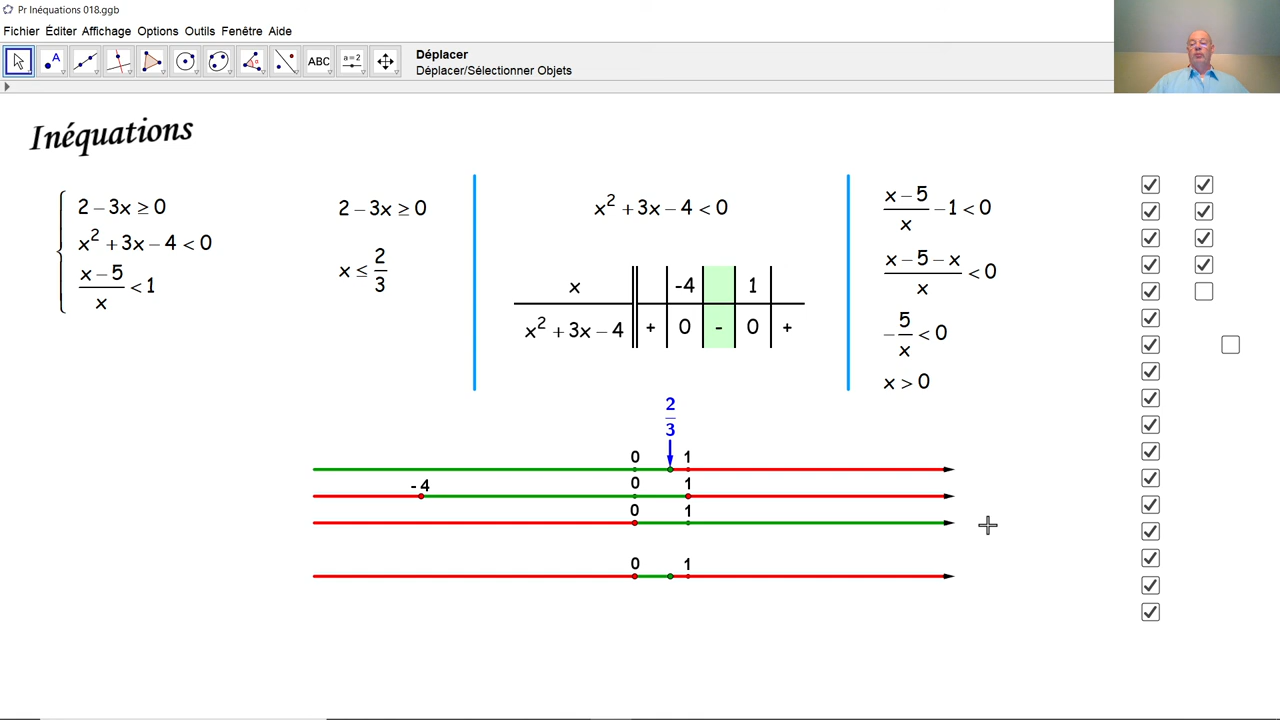 Pr Inéquations 018.ggb
Fichier Éditer Affichage Options Outils Fenêtre Aide
A
ABC
a=2
Déplacer
Déplacer/Sélectionner Objets
Inéquations
2 – 3x ≥ 0
x² + 3x – 4 < 0
x – 5
x
< 1
2 – 3x ≥ 0
x ≤ 2/3
x² + 3x – 4 < 0
x -4 1
x² + 3x – 4 + 0 - 0 +
(x – 5)/x – 1 < 0
(x – 5 – x)/x < 0
– 5/x < 0
x > 0
2/3
0 1
- 4 0 1
0 1
0 1